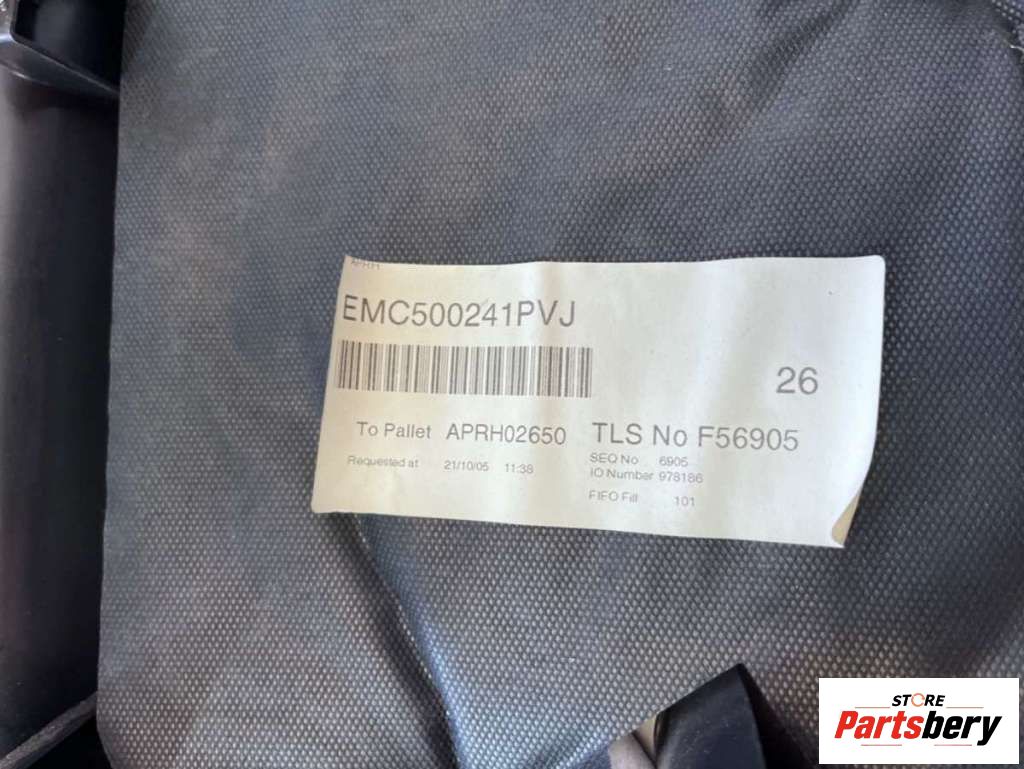 APRH
EMC500241PVJ
26
To Pallet APRH02650 TLS No F56905
Requested at 21/10/05 11:38
SEQ No 6905
IO Number 978186
FIFO Fill 101
STORE
Partsbery